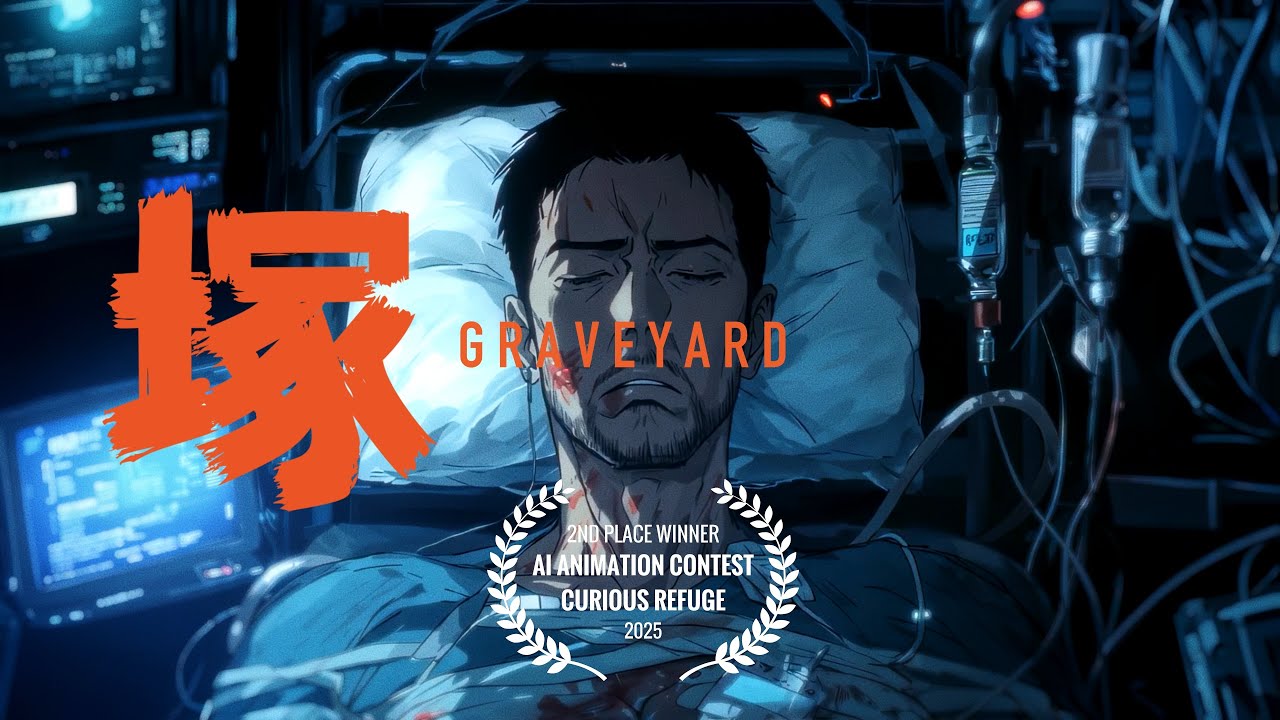 塚
GRAVEYARD
2ND PLACE WINNER
AI ANIMATION CONTEST
CURIOUS REFUGE
2025